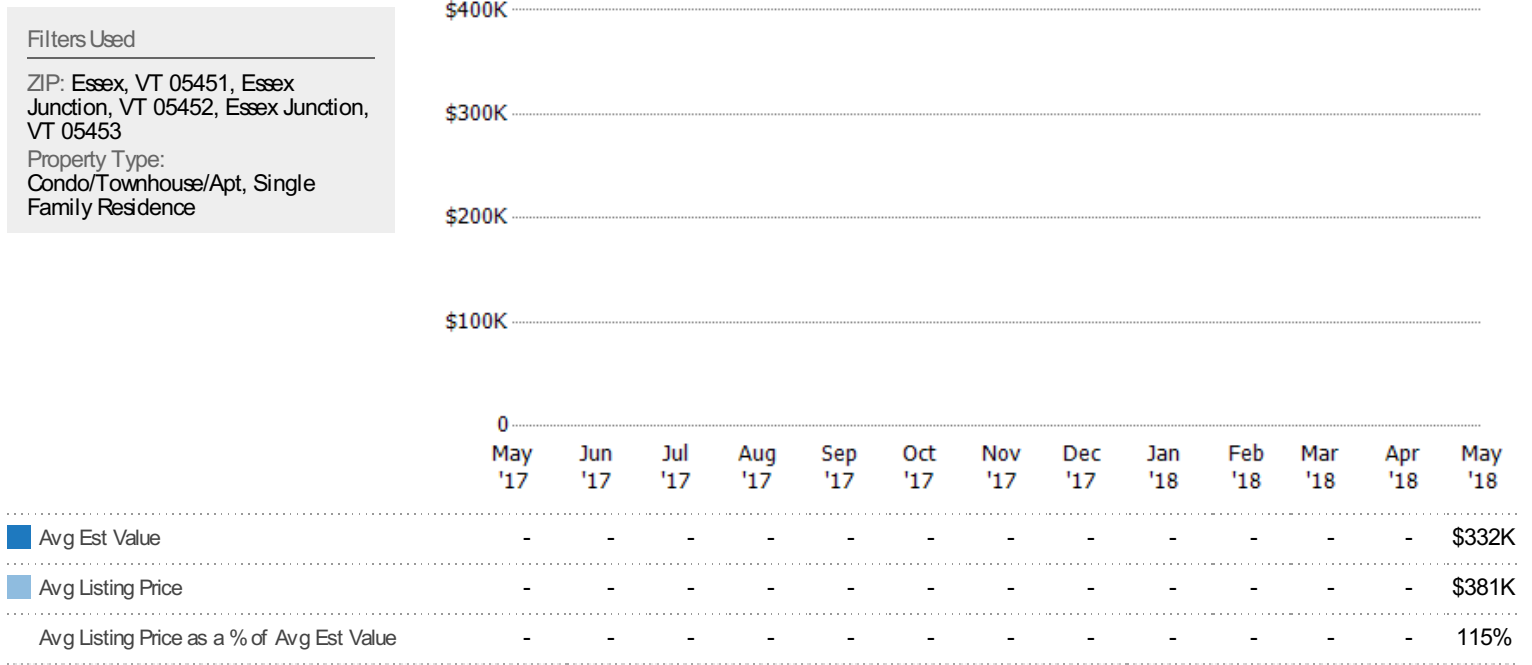 Filters Used
ZIP: Essex, VT 05451, Essex
Junction, VT 05452, Essex Junction,
VT 05453
Property Type:
Condo/Townhouse/Apt, Single
Family Residence
$400K
$300K
$200K
$100K
0
May Jun Jul Aug Sep Oct Nov Dec Jan Feb Mar Apr May
'17 '17 '17 '17 '17 '17 '17 '17 '18 '18 '18 '18 '18
Avg Est Value - - - - - - - - - - - - $332K
Avg Listing Price - - - - - - - - - - - - $381K
Avg Listing Price as a % of Avg Est Value - - - - - - - - - - - - 115%